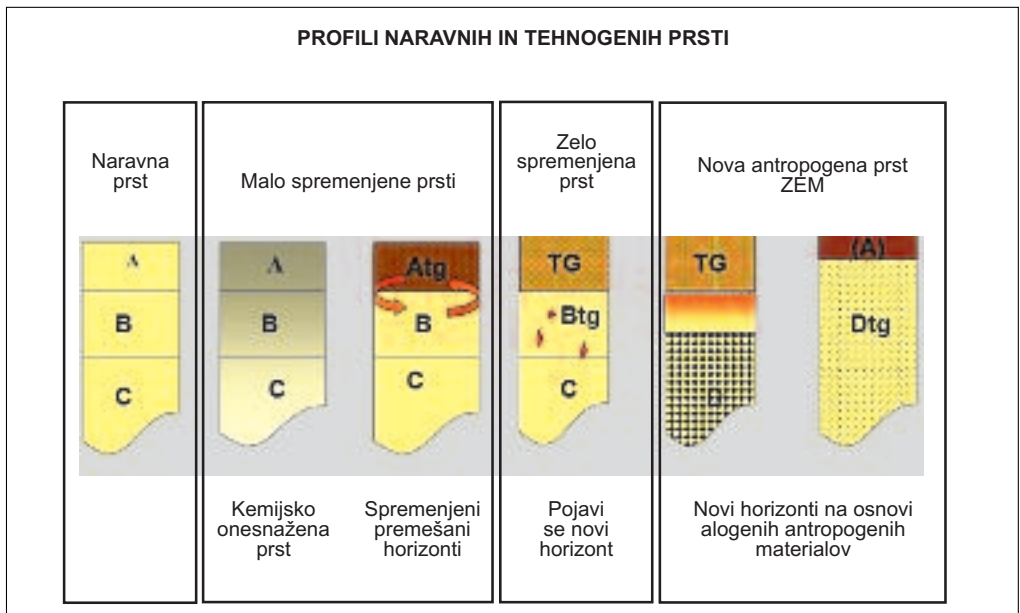 PROFILI NARAVNIH IN TEHNOGENIH PRSTI
Naravna
prst
Malo spremenjene prsti
Zelo
spremenjena
prst
Nova antropogena prst
ZEM
A
B
C
A
B
C
Atg
B
C
TG
Btg
C
TG
(A)
Dtg
Kemijsko
onesnažena
prst
Spremenjeni
premešani
horizonti
Pojavi
se novi
horizont
Novi horizonti na osnovi
alogenih antropogenih
materialov